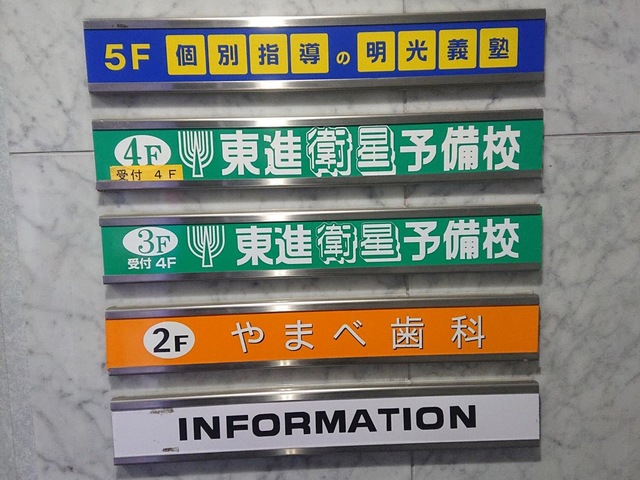 5F 個別指導の明光義塾
4F 東進衛星予備校
受付 4F
3F 東進衛星予備校
受付 4F
2F やまべ歯科
INFORMATION